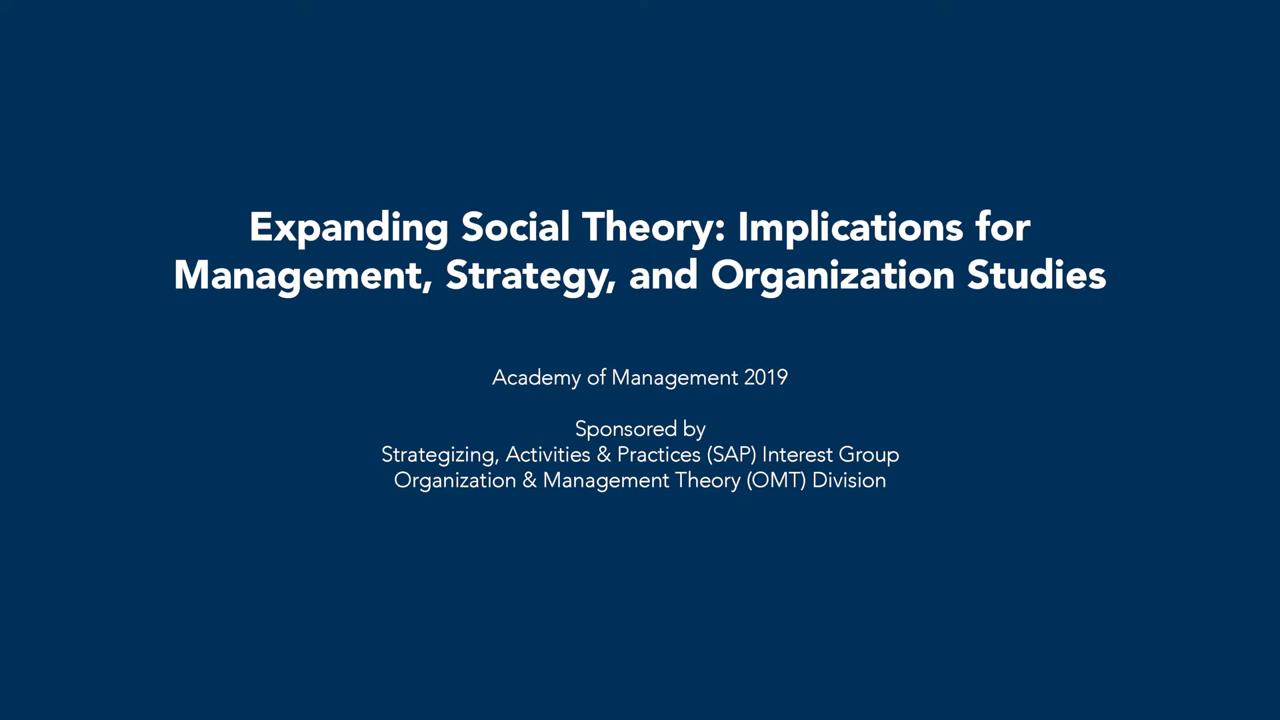 Expanding Social Theory: Implications for
Management, Strategy, and Organization Studies
Academy of Management 2019
Sponsored by
Strategizing, Activities & Practices (SAP) Interest Group
Organization & Management Theory (OMT) Division